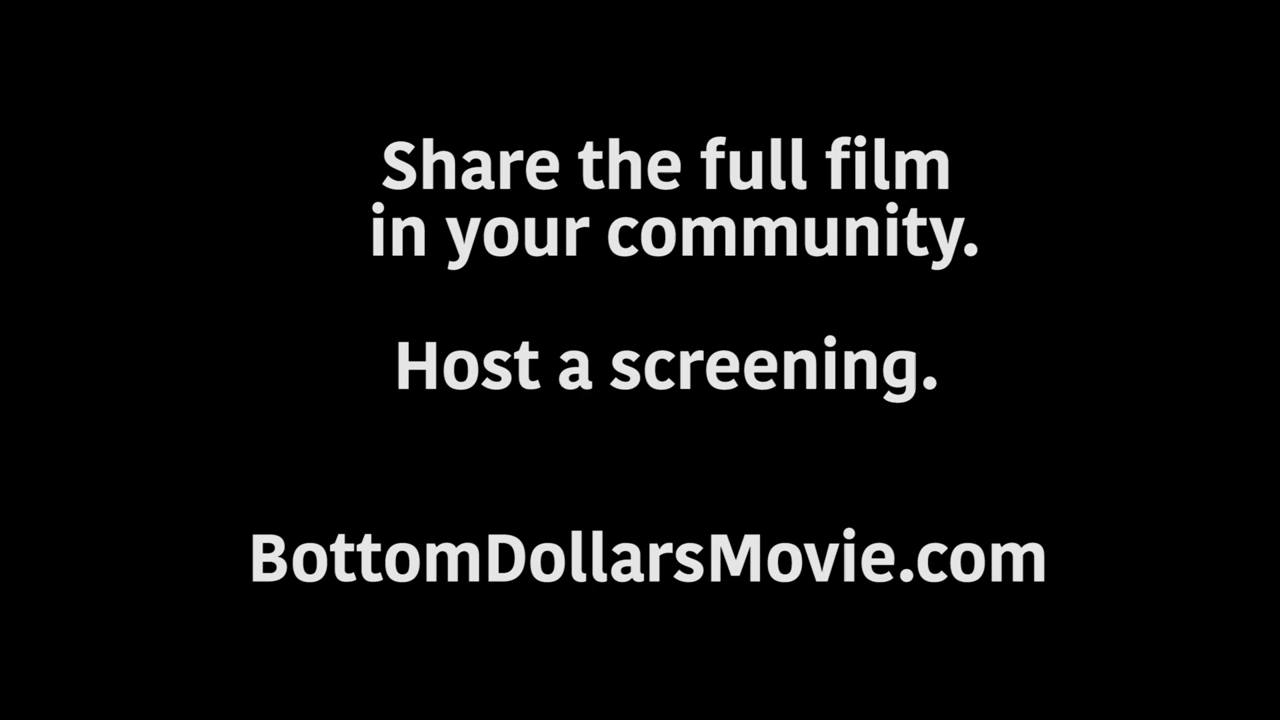 Share the full film
in your community.
Host a screening.
BottomDollarsMovie.com